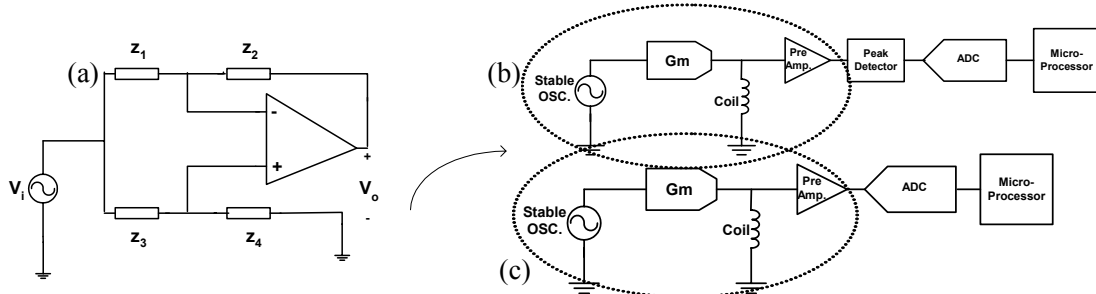 (a)
z1
z2
-
+
Vi
+
Vo
-
z3
z4
(b)
Stable
OSC.
Gm
Coil
Pre
Amp.
Peak
Detector
ADC
Micro-
Processor
(c)
Stable
OSC.
Gm
Coil
Pre
Amp.
ADC
Micro-
Processor